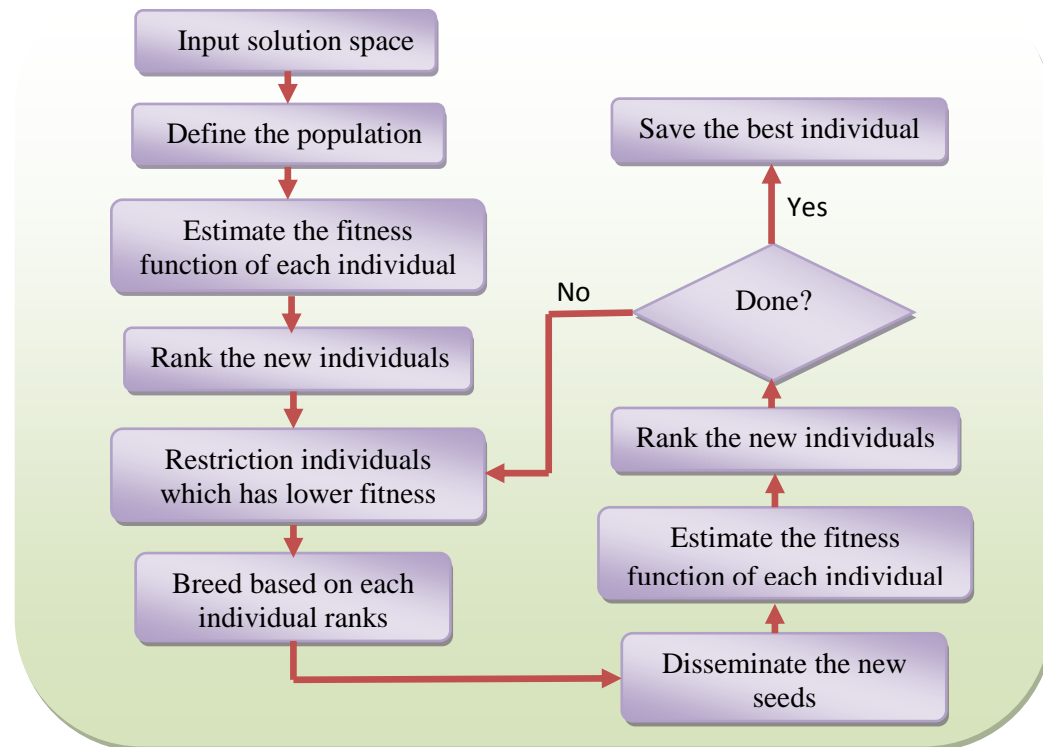 Input solution space
Define the population
Estimate the fitness
function of each individual
Rank the new individuals
Restriction individuals
which has lower fitness
Breed based on each
individual ranks
Disseminate the new
seeds
Estimate the fitness
function of each individual
Rank the new individuals
Done?
No
Yes
Save the best individual